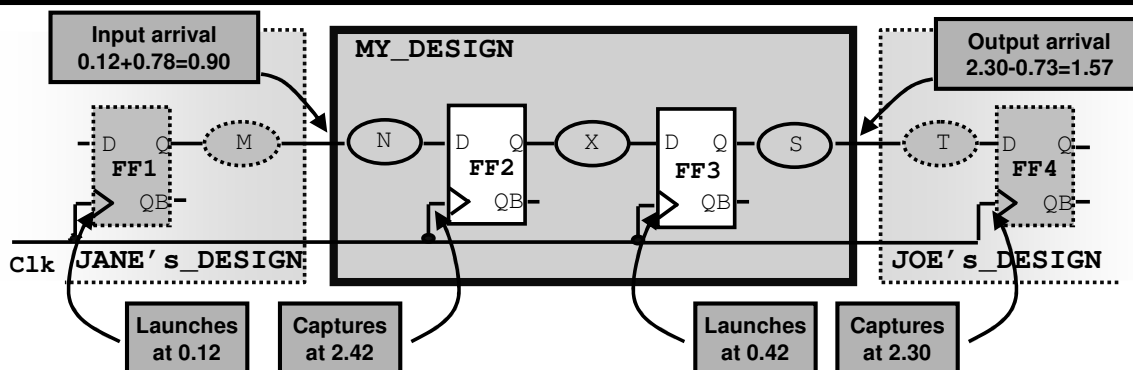 Input arrival
0.12+0.78=0.90
MY_DESIGN
Output arrival
2.30-0.73=1.57
D Q
FF1
QB
M
N
D Q
FF2
QB
X
D Q
FF3
QB
S
T
D Q
FF4
QB
Clk
JANE's_DESIGN
JOE's_DESIGN
Launches
at 0.12
Captures
at 2.42
Launches
at 0.42
Captures
at 2.30